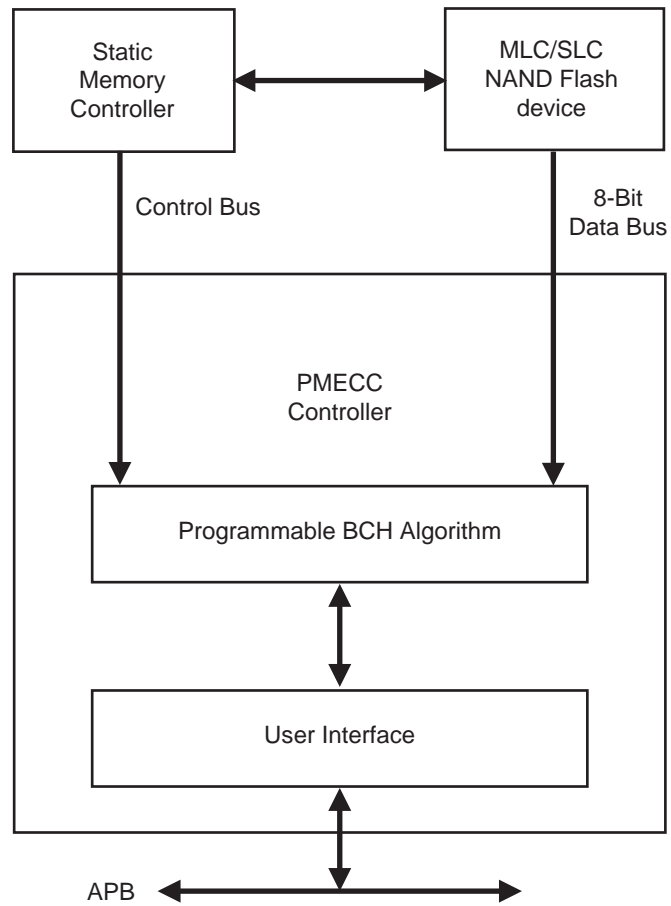 Static
Memory
Controller
MLC/SLC
NAND Flash
device
Control Bus
8-Bit
Data Bus
PMECC
Controller
Programmable BCH Algorithm
User Interface
APB